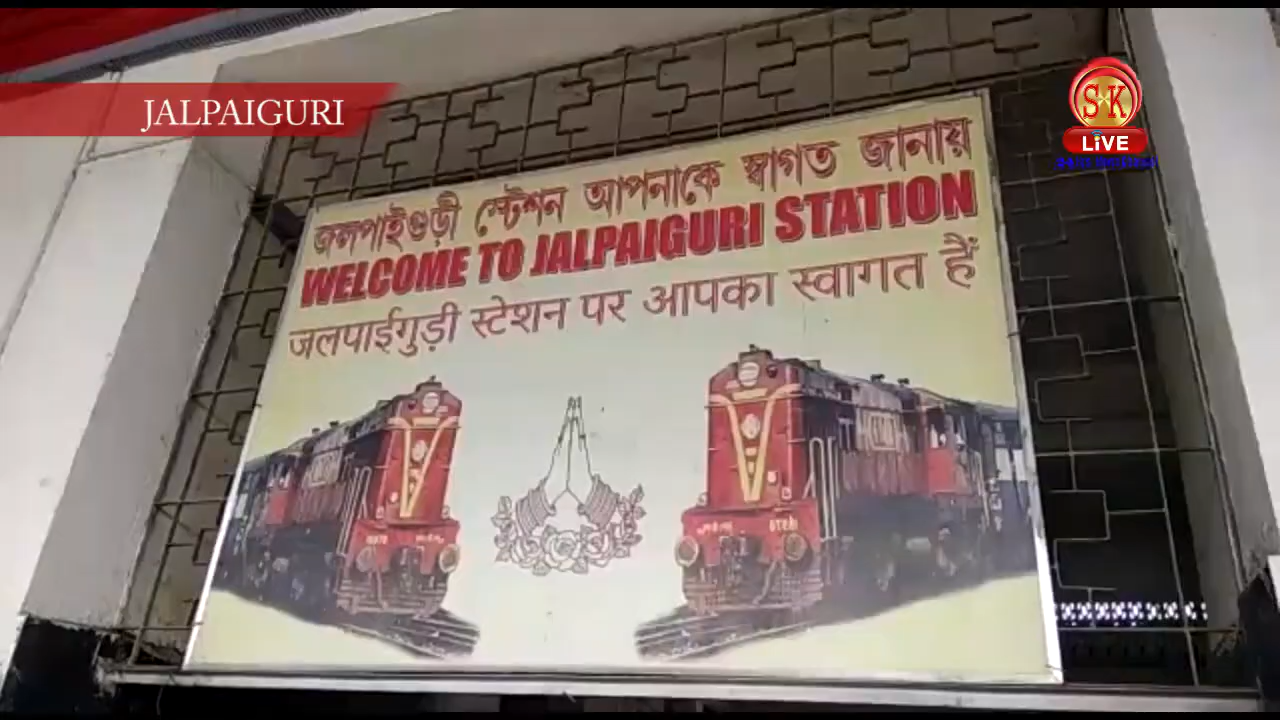 JALPAIGURI
S K
LiVE
জলপাইগুড়ী স্টেশন আপনাকে স্বাগত জানায়
WELCOME TO JALPAIGURI STATION
जलपाईगुड़ी स्टेशन पर आपका स्वागत हैं